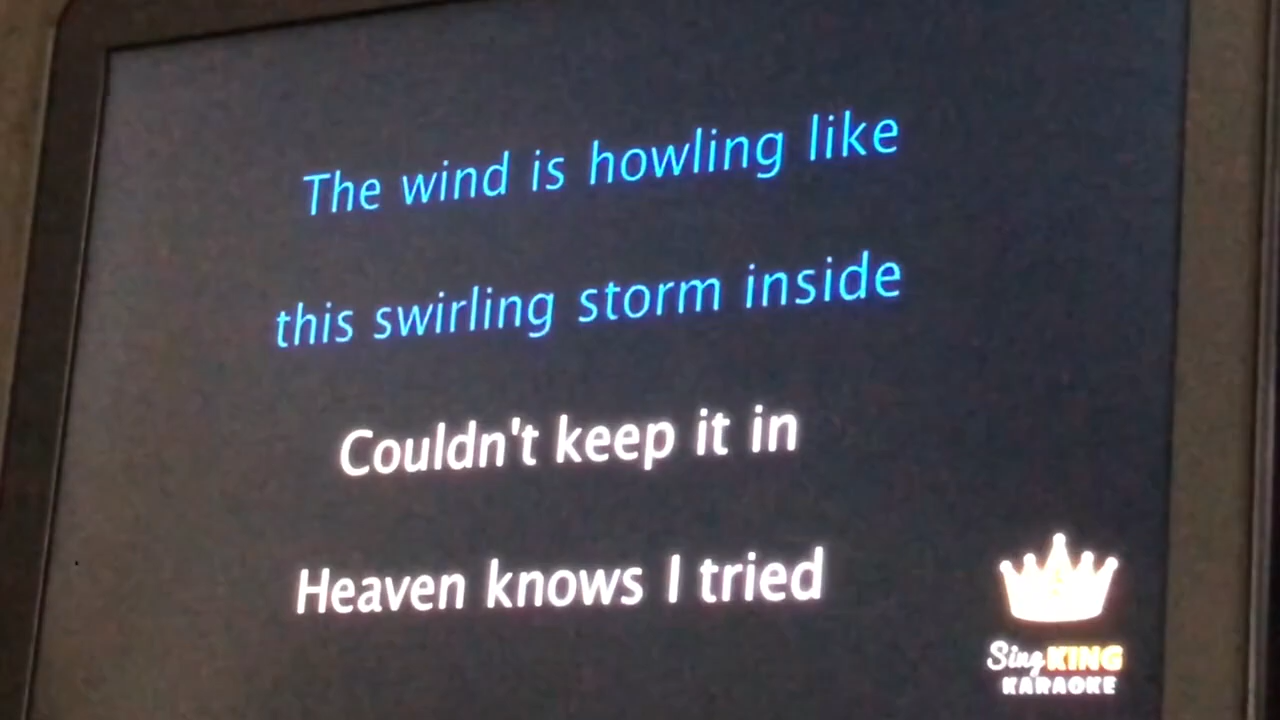 The wind is howling like
this swirling storm inside
Couldn't keep it in
Heaven knows I tried
Sing KING
KARAOKE